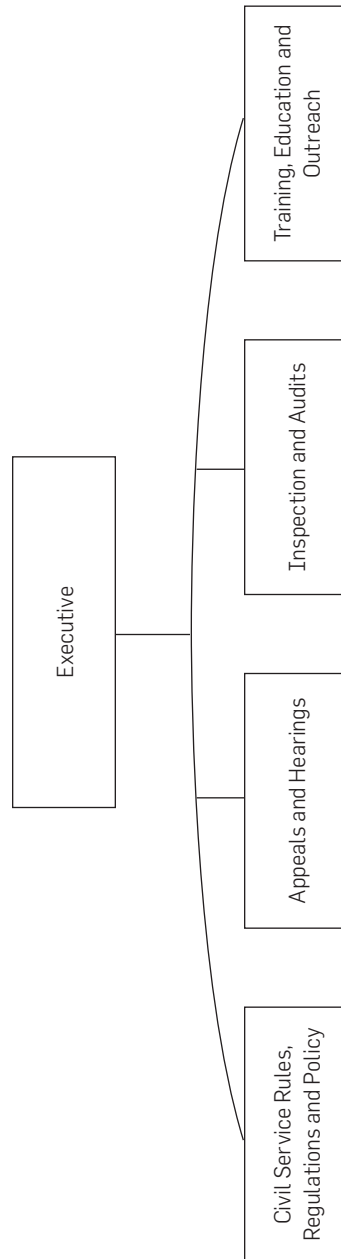 Executive
Civil Service Rules,
Regulations and Policy
Appeals and Hearings
Inspection and Audits
Training, Education and
Outreach